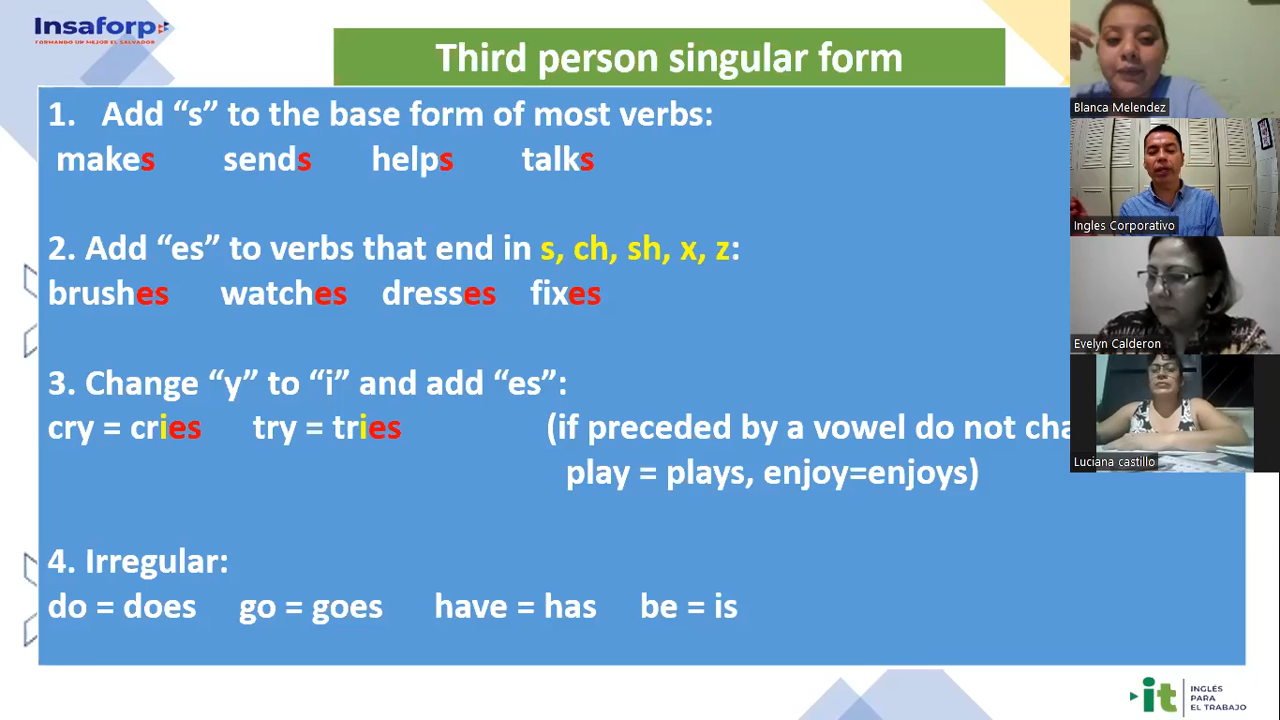 Insaforp
FORMANDO UN MEJOR EL SALVADOR
Third person singular form
1. Add “s” to the base form of most verbs:
makes sends helps talks
2. Add “es” to verbs that end in s, ch, sh, x, z:
brushes watches dresses fixes
3. Change “y” to “i” and add “es”:
cry = cries try = tries (if preceded by a vowel do not
play = plays, enjoy=enjoys)
4. Irregular:
do = does go = goes have = has be = is
Blanca Melendez
Ingles Corporativo
Evelyn Calderon
Luciana castillo
it
INGLÉS
PARA
EL TRABAJO